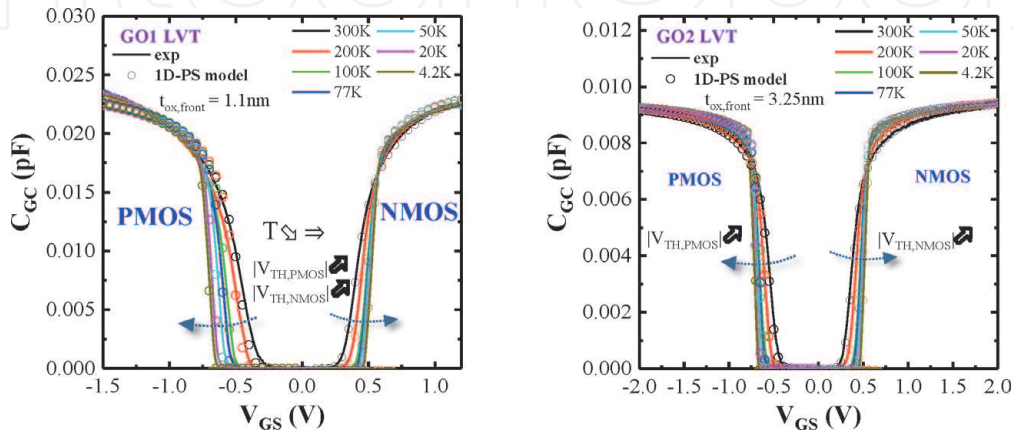 GO1 LVT
exp
1D-PS model
t_ox,front = 1.1nm
300K
200K
100K
77K
50K
20K
4.2K
PMOS
NMOS
T ⇘ ⇒
|V_TH,PMOS|
|V_TH,NMOS|
C_GC (pF)
0.030
0.025
0.020
0.015
0.010
0.005
0.000
-1.5 -1.0 -0.5 0.0 0.5 1.0
V_GS (V)
GO2 LVT
exp
1D-PS model
t_ox,front = 3.25nm
300K
200K
100K
77K
50K
20K
4.2K
PMOS
NMOS
|V_TH,PMOS|
|V_TH,NMOS|
C_GC (pF)
0.012
0.010
0.008
0.006
0.004
0.002
0.000
-2.0 -1.5 -1.0 -0.5 0.0 0.5 1.0 1.5 2.0
V_GS (V)